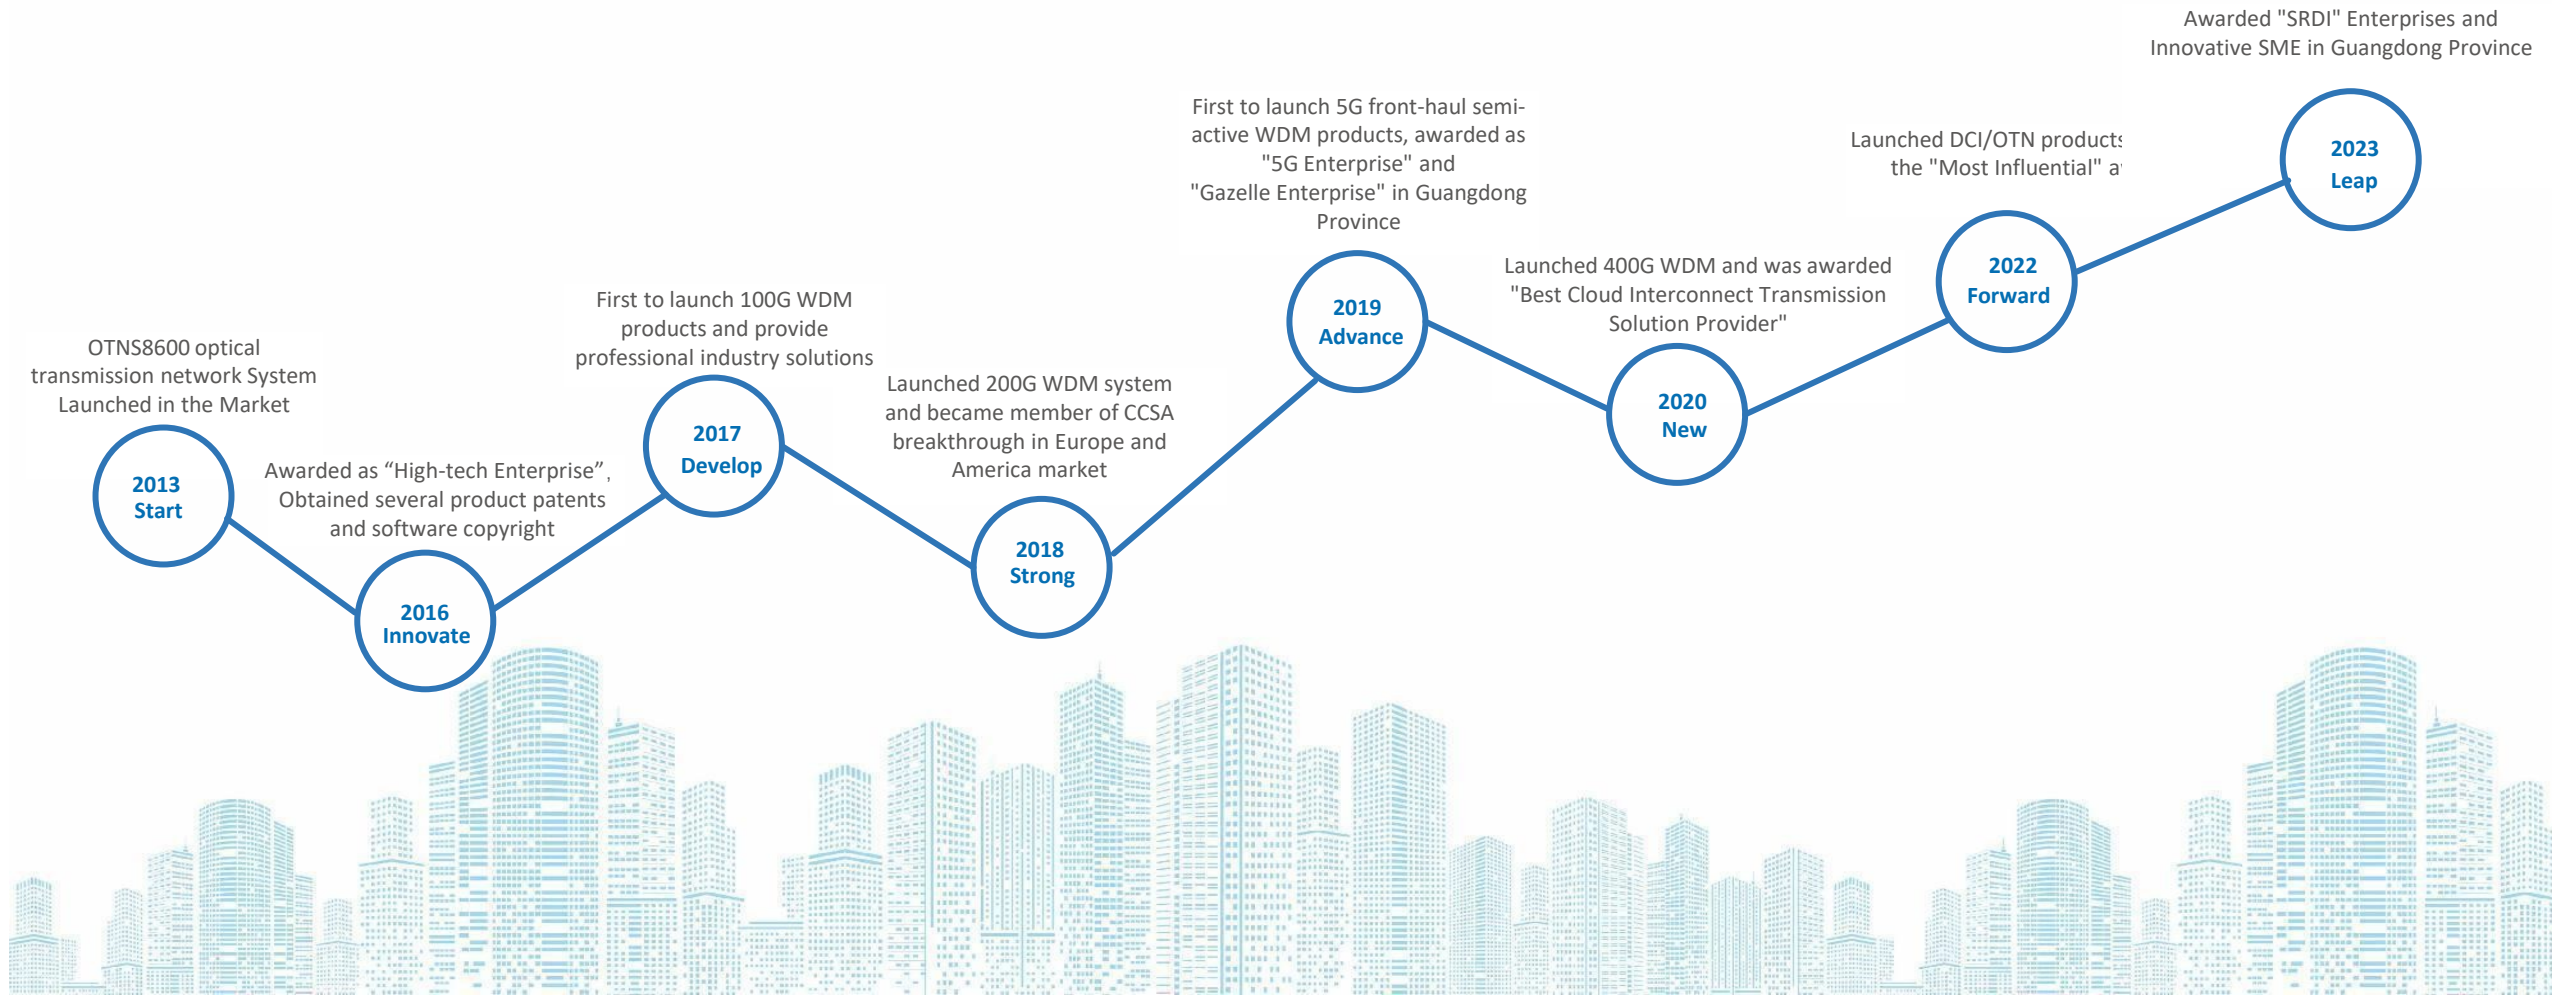 OTNS8600 optical
transmission network System
Launched in the Market
2013
Start
Awarded as “High-tech Enterprise”,
Obtained several product patents
and software copyright
2016
Innovate
First to launch 100G WDM
products and provide
professional industry solutions
2017
Develop
Launched 200G WDM system
and became member of CCSA
breakthrough in Europe and
America market
2018
Strong
First to launch 5G front-haul semi-
active WDM products, awarded as
"5G Enterprise" and
"Gazelle Enterprise" in Guangdong
Province
2019
Advance
Launched 400G WDM and was awarded
"Best Cloud Interconnect Transmission
Solution Provider"
2020
New
Launched DCI/OTN products
the "Most Influential"
2022
Forward
Awarded "SRDI" Enterprises and
Innovative SME in Guangdong Province
2023
Leap